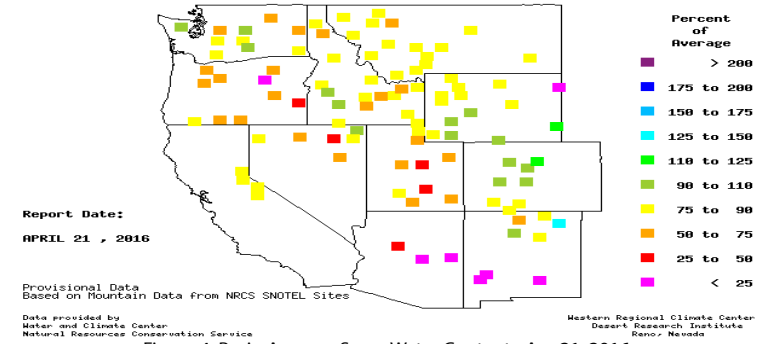 Percent
of
Average
> 200
175 to 200
150 to 175
125 to 150
110 to 125
90 to 110
75 to 90
50 to 75
25 to 50
< 25
Report Date:
APRIL 21 , 2016
Provisional Data
Based on Mountain Data from NRCS SNOTEL Sites
Data provided by
Water and Climate Center
Natural Resources Conservation Service
Western Regional Climate Center
Desert Research Institute
Reno, Nevada